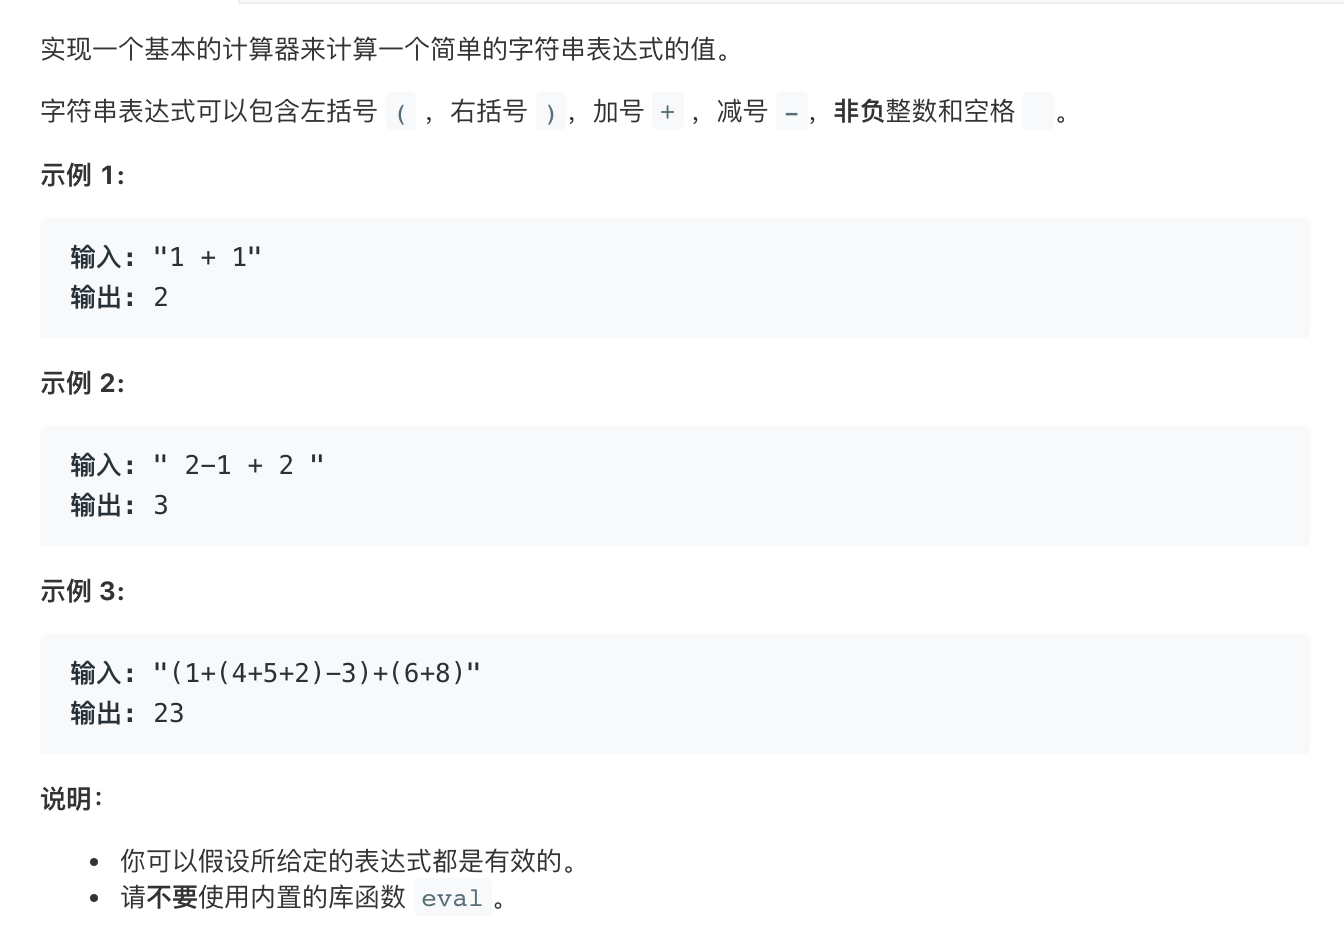 实现一个基本的计算器来计算一个简单的字符串表达式的值。
字符串表达式可以包含左括号 ( ，右括号 )，加号 + ，减号 -，非负整数和空格  。
示例 1:
输入: "1 + 1"
输出: 2
示例 2:
输入: " 2-1 + 2 "
输出: 3
示例 3:
输入: "(1+(4+5+2)-3)+(6+8)"
输出: 23
说明：
• 你可以假设所给定的表达式都是有效的。
• 请不要使用内置的库函数 eval。